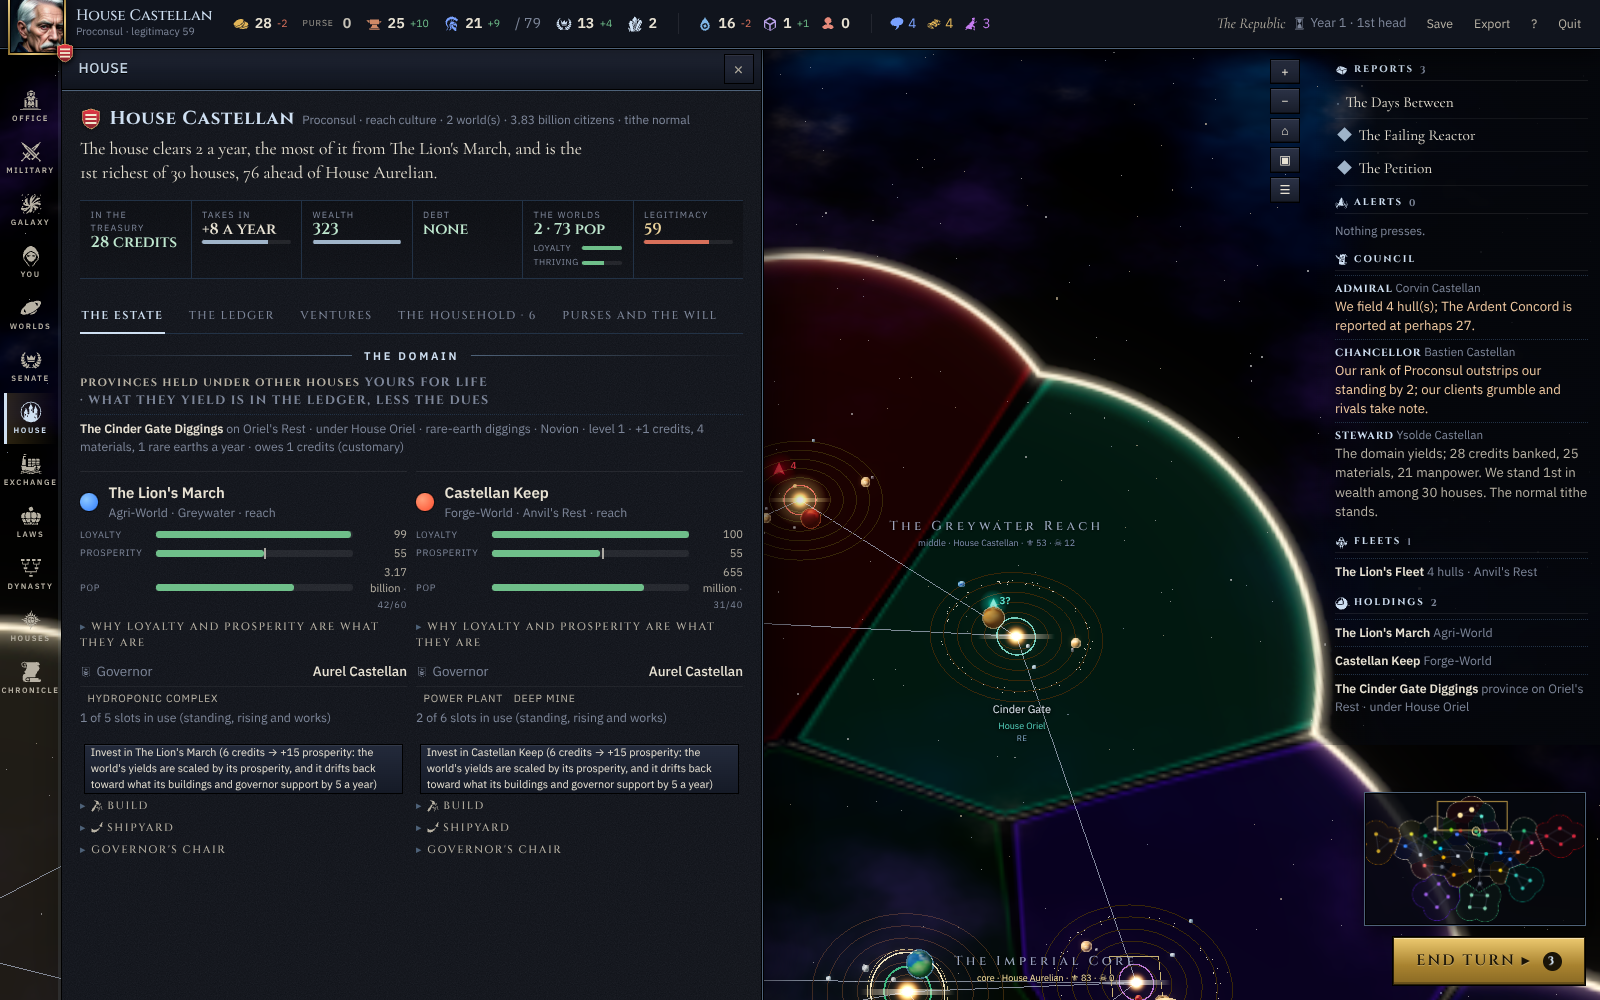 House Castellan
Proconsul · legitimacy 59
28 -2 PURSE 0 25 +10 21 +9 / 79 13 +4 2 16 -2 1 +1 0 4 4 3
The Republic Year 1 · 1st head Save Export ? Quit
OFFICE
MILITARY
GALAXY
YOU
WORLDS
SENATE
HOUSE
EXCHANGE
LAWS
DYNASTY
HOUSES
CHRONICLE
HOUSE ×
House Castellan Proconsul · reach culture · 2 world(s) · 3.83 billion citizens · tithe normal
The house clears 2 a year, the most of it from The Lion's March, and is the
1st richest of 30 houses, 76 ahead of House Aurelian.
IN THE TREASURY
28 CREDITS
TAKES IN
+8 A YEAR
WEALTH
323
DEBT
NONE
THE WORLDS
2 · 73 POP
LOYALTY
THRIVING
LEGITIMACY
59
THE ESTATE THE LEDGER VENTURES THE HOUSEHOLD · 6 PURSES AND THE WILL
THE DOMAIN
PROVINCES HELD UNDER OTHER HOUSES YOURS FOR LIFE
· WHAT THEY YIELD IS IN THE LEDGER, LESS THE DUES
The Cinder Gate Diggings on Oriel's Rest · under House Oriel · rare-earth diggings · Novion · level 1 · +1 credits, 4
materials, 1 rare earths a year · owes 1 credits (customary)
The Lion's March
Agri-World · Greywater · reach
LOYALTY 99
PROSPERITY 55
POP 3.17 billion · 42/60
▸ WHY LOYALTY AND PROSPERITY ARE WHAT
THEY ARE
Governor Aurel Castellan
HYDROPONIC COMPLEX
1 of 5 slots in use (standing, rising and works)
Invest in The Lion's March (6 credits → +15 prosperity: the
world's yields are scaled by its prosperity, and it drifts back
toward what its buildings and governor support by 5 a year)
▸ BUILD
▸ SHIPYARD
▸ GOVERNOR'S CHAIR
Castellan Keep
Forge-World · Anvil's Rest · reach
LOYALTY 100
PROSPERITY 55
POP 655 million · 31/40
▸ WHY LOYALTY AND PROSPERITY ARE WHAT
THEY ARE
Governor Aurel Castellan
POWER PLANT DEEP MINE
2 of 6 slots in use (standing, rising and works)
Invest in Castellan Keep (6 credits → +15 prosperity: the
world's yields are scaled by its prosperity, and it drifts back
toward what its buildings and governor support by 5 a year)
▸ BUILD
▸ SHIPYARD
▸ GOVERNOR'S CHAIR
4
The Greywater Reach
middle · House Castellan · 53 · 12
3?
Cinder Gate
House Oriel
RE
The Imperial Core
core · House Aurelian · 83 · 0
REPORTS 3
The Days Between
The Failing Reactor
The Petition
ALERTS 0
Nothing presses.
COUNCIL
ADMIRAL Corvin Castellan
We field 4 hull(s); The Ardent Concord is
reported at perhaps 27.
CHANCELLOR Bastien Castellan
Our rank of Proconsul outstrips our
standing by 2; our clients grumble and
rivals take note.
STEWARD Ysolde Castellan
The domain yields; 28 credits banked, 25
materials, 21 manpower. We stand 1st in
wealth among 30 houses. The normal tithe
stands.
FLEETS 1
The Lion's Fleet 4 hulls · Anvil's Rest
HOLDINGS 2
The Lion's March Agri-World
Castellan Keep Forge-World
The Cinder Gate Diggings province on Oriel's
Rest · under House Oriel
END TURN ▸ 3